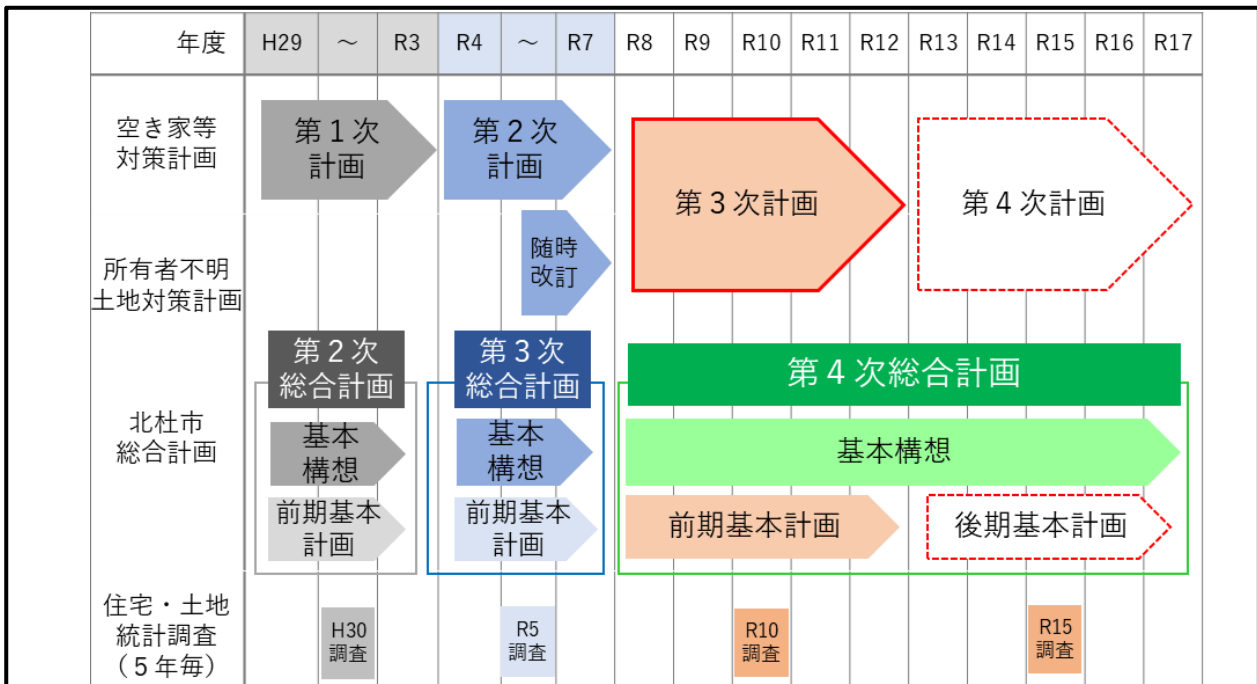 年度 H29 ～ R3 R4 ～ R7 R8 R9 R10 R11 R12 R13 R14 R15 R16 R17
空き家等
対策計画
第１次
計画
第２次
計画
第３次計画
第４次計画
所有者不明
土地対策計画
随時
改訂
北杜市
総合計画
第２次
総合計画
基本
構想
前期基本
計画
第３次
総合計画
基本
構想
前期基本
計画
第４次総合計画
基本構想
前期基本計画
後期基本計画
住宅・土地
統計調査
（５年毎）
H30
調査
R5
調査
R10
調査
R15
調査